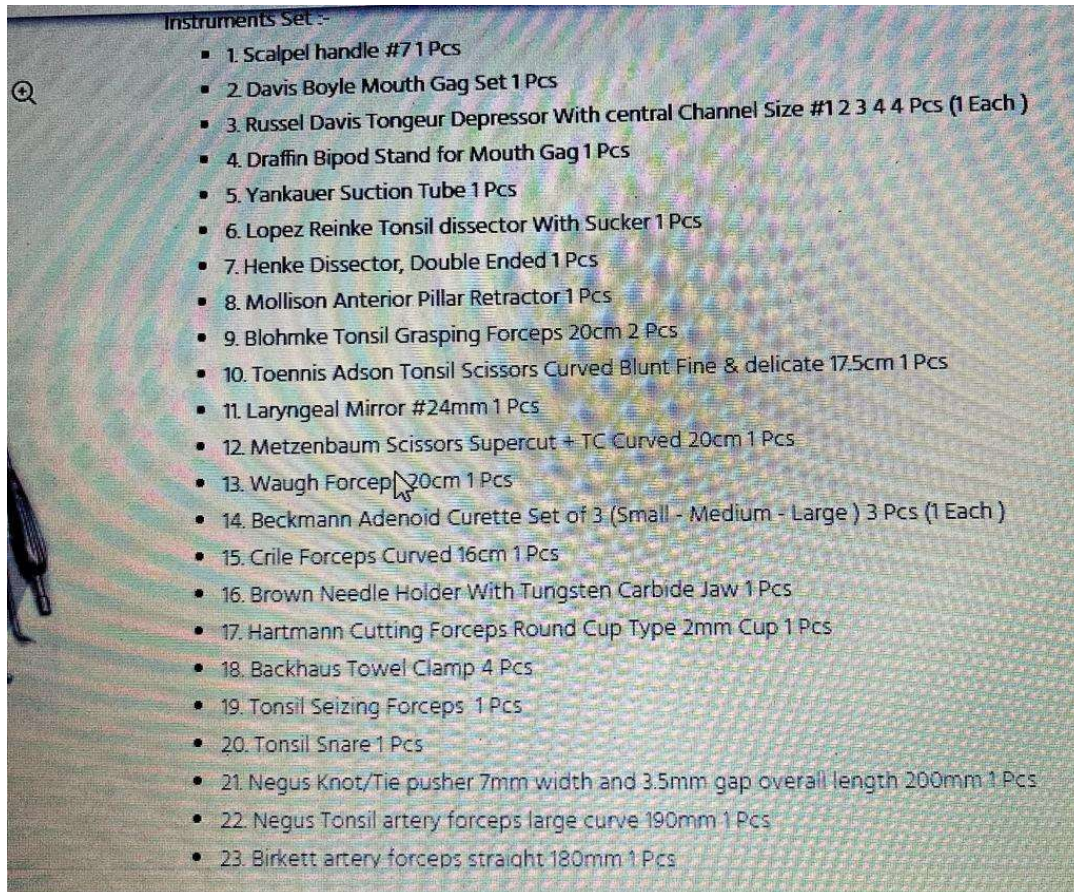 Instruments Set :-
▪ 1. Scalpel handle #7 1 Pcs
▪ 2. Davis Boyle Mouth Gag Set 1 Pcs
▪ 3. Russel Davis Tongeur Depressor With central Channel Size #1 2 3 4 4 Pcs (1 Each )
▪ 4. Draffin Bipod Stand for Mouth Gag 1 Pcs
▪ 5. Yankauer Suction Tube 1 Pcs
▪ 6. Lopez Reinke Tonsil dissector With Sucker 1 Pcs
▪ 7. Henke Dissector, Double Ended 1 Pcs
▪ 8. Mollison Anterior Pillar Retractor 1 Pcs
▪ 9. Blohmke Tonsil Grasping Forceps 20cm 2 Pcs
▪ 10. Toennis Adson Tonsil Scissors Curved Blunt Fine & delicate 17.5cm 1 Pcs
▪ 11. Laryngeal Mirror #24mm 1 Pcs
▪ 12. Metzenbaum Scissors Supercut + TC Curved 20cm 1 Pcs
▪ 13. Waugh Forcep 20cm 1 Pcs
▪ 14. Beckmann Adenoid Curette Set of 3 (Small - Medium - Large ) 3 Pcs (1 Each )
▪ 15. Crile Forceps Curved 16cm 1 Pcs
▪ 16. Brown Needle Holder With Tungsten Carbide Jaw 1 Pcs
▪ 17. Hartmann Cutting Forceps Round Cup Type 2mm Cup 1 Pcs
▪ 18. Backhaus Towel Clamp 4 Pcs
▪ 19. Tonsil Seizing Forceps 1 Pcs
▪ 20. Tonsil Snare 1 Pcs
▪ 21. Negus Knot/Tie pusher 7mm width and 3.5mm gap overall length 200mm 1 Pcs
▪ 22. Negus Tonsil artery forceps large curve 190mm 1 Pcs
▪ 23. Birkett artery forceps straight 180mm 1 Pcs